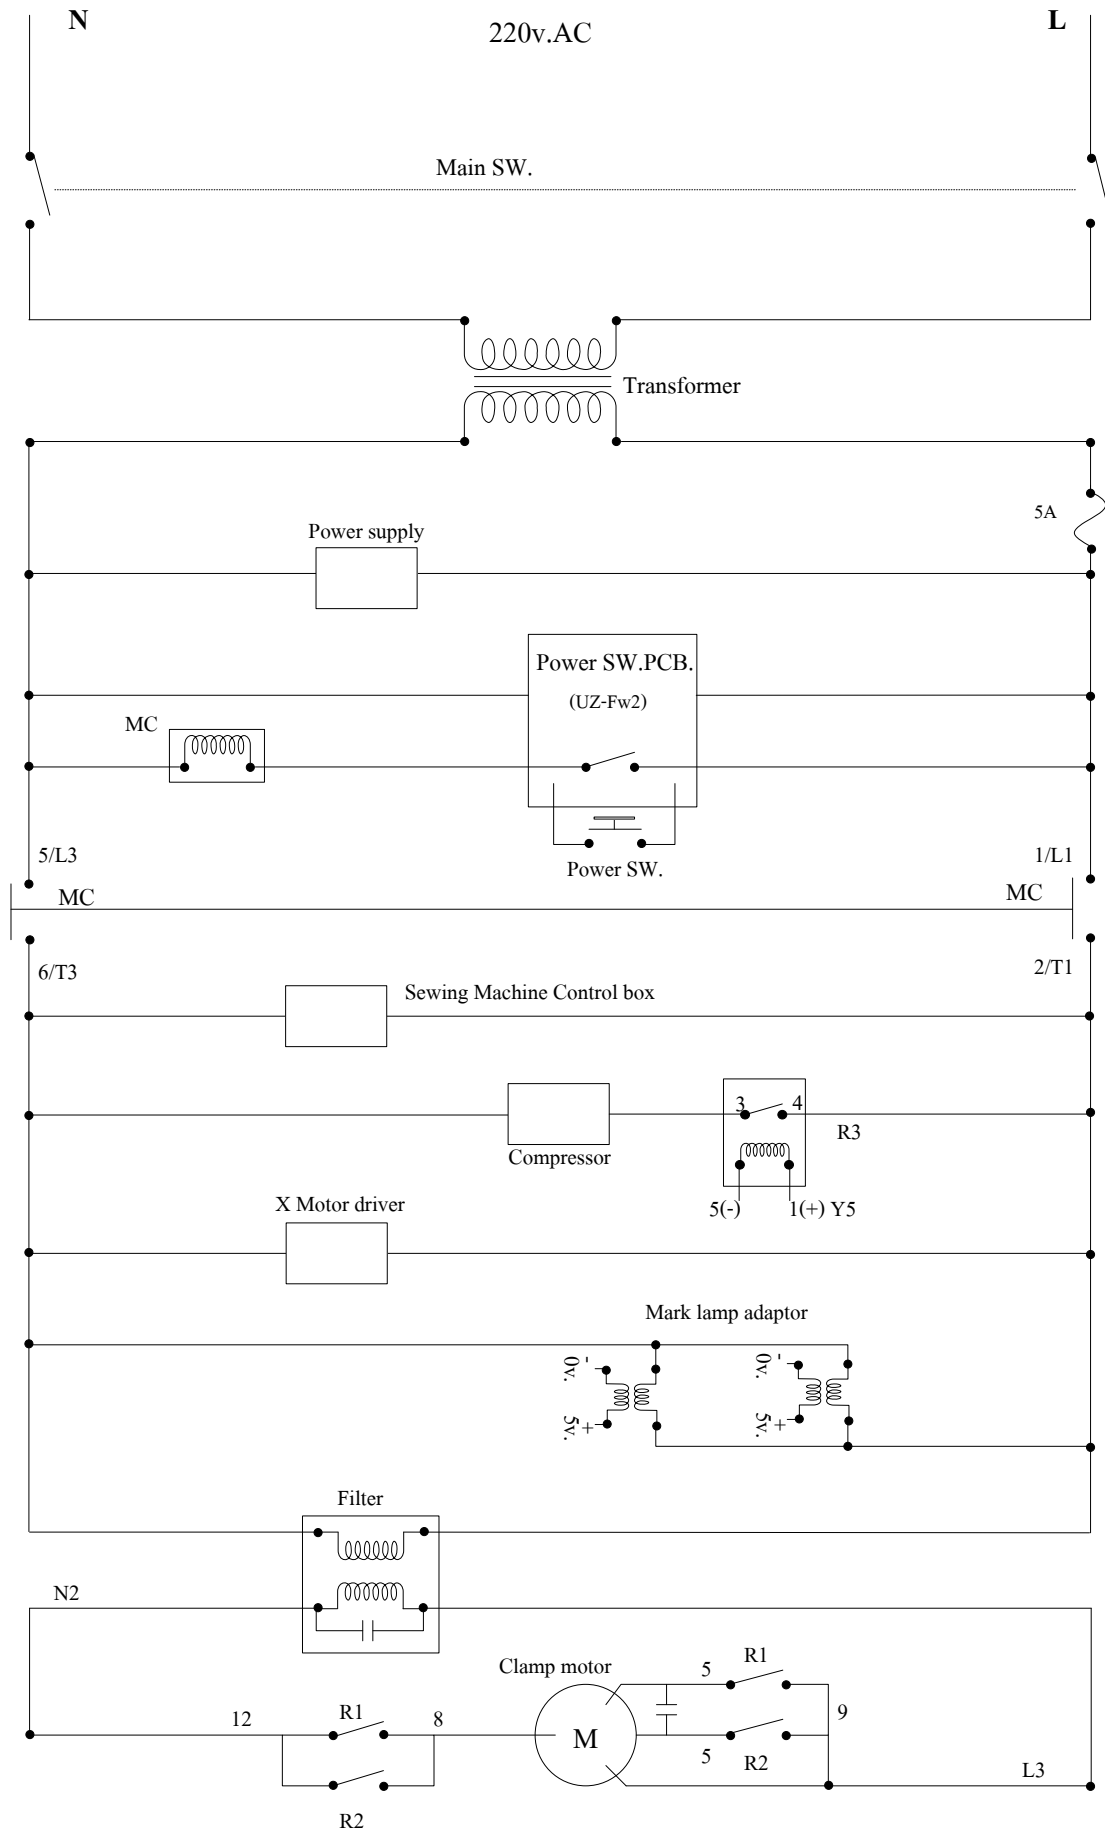 N
220v.AC
L
Main SW.
Transformer
5A
Power supply
Power SW.PCB.
(UZ-Fw2)
MC
Power SW.
5/L3
1/L1
MC
MC
6/T3
2/T1
Sewing Machine Control box
3
4
R3
Compressor
5(-)
1(+) Y5
X Motor driver
Mark lamp adaptor
- 0v.
- 0v.
+ 5v.
+ 5v.
Filter
N2
Clamp motor
5
R1
12
R1
8
M
9
5
R2
L3
R2